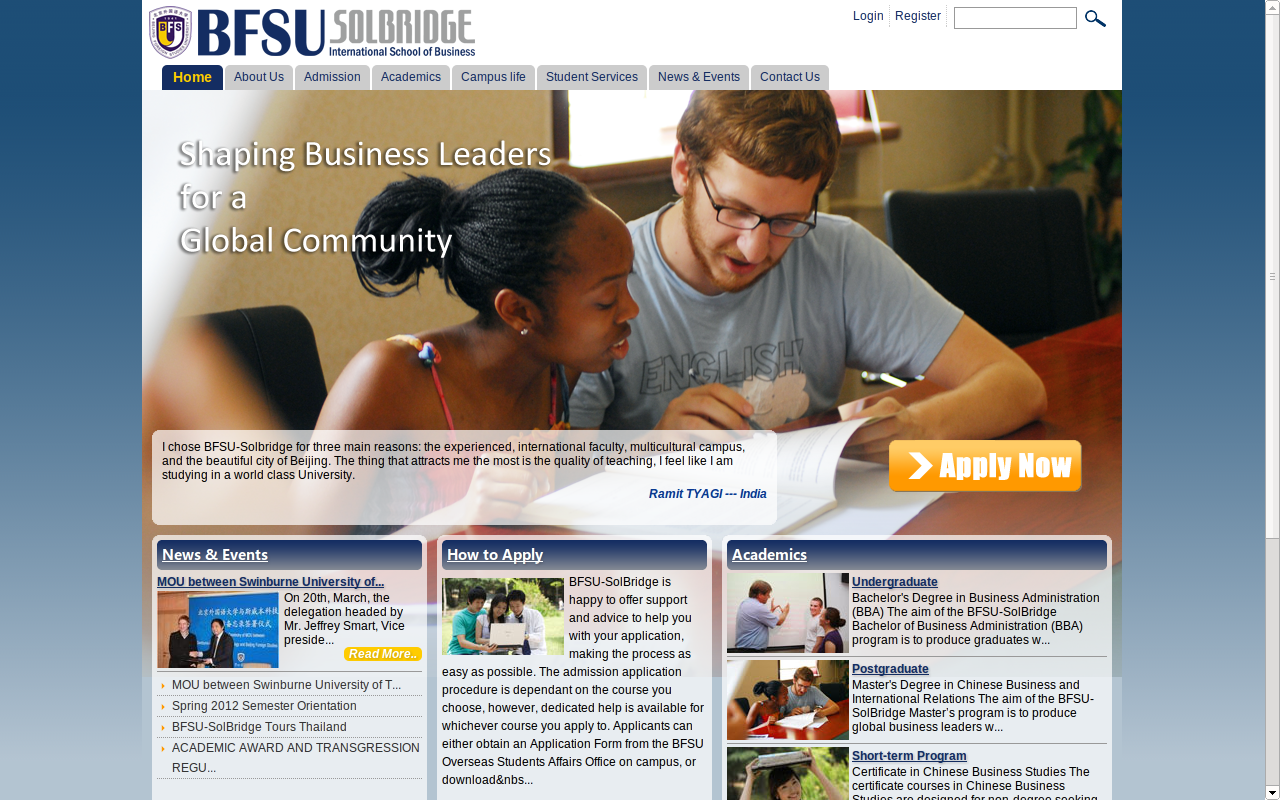 BFSU SOLBRIDGE
International School of Business
Login
Register
Home
About Us
Admission
Academics
Campus life
Student Services
News & Events
Contact Us
Shaping Business Leaders
for a
Global Community
ENGLISH
I chose BFSU-Solbridge for three main reasons: the experienced, international faculty, multicultural campus,
and the beautiful city of Beijing. The thing that attracts me the most is the quality of teaching, I feel like I am
studying in a world class University.
Ramit TYAGI --- India
Apply Now
News & Events
MOU between Swinburne University of...
On 20th, March, the
delegation headed by
Mr. Jeffrey Smart, Vice
preside...
Read More..
MOU between Swinburne University of T...
Spring 2012 Semester Orientation
BFSU-SolBridge Tours Thailand
ACADEMIC AWARD AND TRANSGRESSION
REGU...
How to Apply
BFSU-SolBridge is
happy to offer support
and advice to help you
with your application,
making the process as
easy as possible. The admission application
procedure is dependant on the course you
choose, however, dedicated help is available for
whichever course you apply to. Applicants can
either obtain an Application Form from the BFSU
Overseas Students Affairs Office on campus, or
download&nbs...
Academics
Undergraduate
Bachelor's Degree in Business Administration
(BBA) The aim of the BFSU-SolBridge
Bachelor of Business Administration (BBA)
program is to produce graduates w...
Postgraduate
Master's Degree in Chinese Business and
International Relations The aim of the BFSU-
SolBridge Master's program is to produce
global business leaders w...
Short-term Program
Certificate in Chinese Business Studies The
certificate courses in Chinese Business
Studies are designed for non-degree seeking